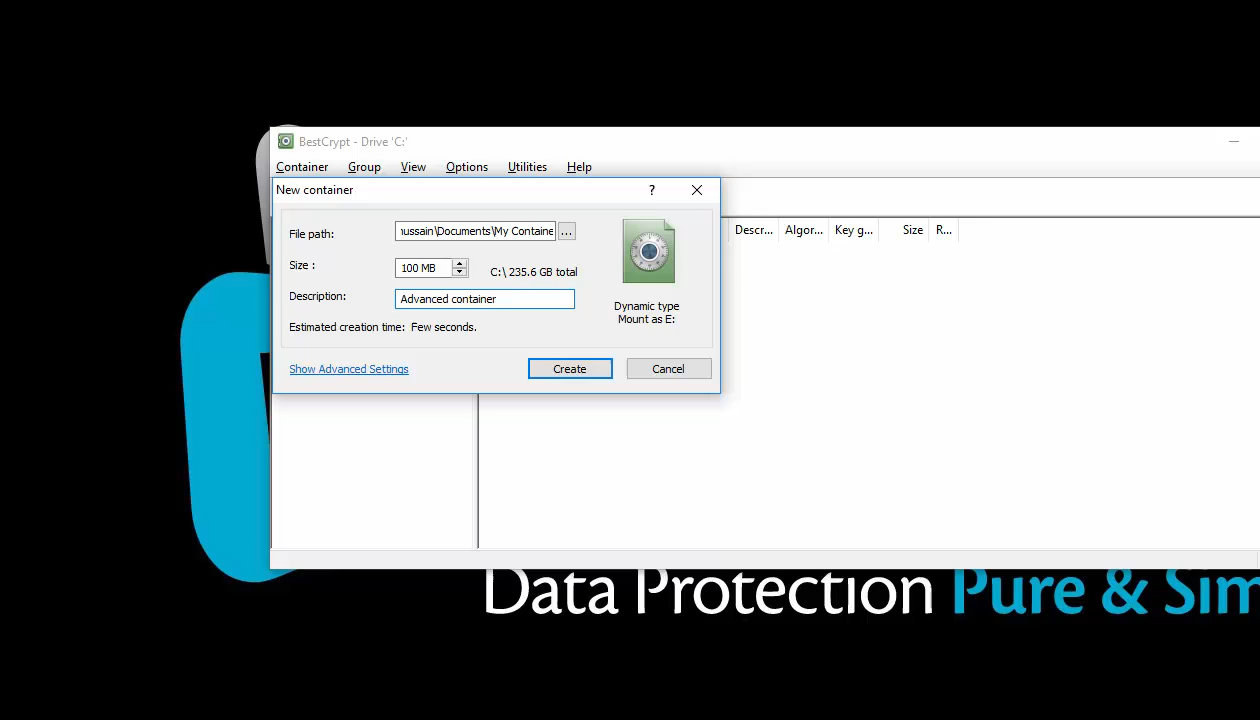 BestCrypt - Drive 'C:'
Container Group View Options Utilities Help
New container
?
File path: ussain\Documents\My Containe ...
Size : 100 MB C:\ 235.6 GB total
Description: Advanced container
Estimated creation time: Few seconds.
Dynamic type
Mount as E:
Show Advanced Settings Create Cancel
Descr... Algor... Key g... Size R...
Data Protection Pure & Sim